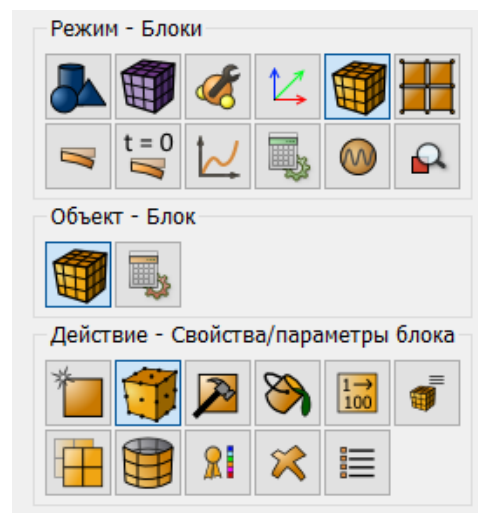 Режим - Блоки
t = 0
Объект - Блок
Действие - Свойства/параметры блока
1→
100